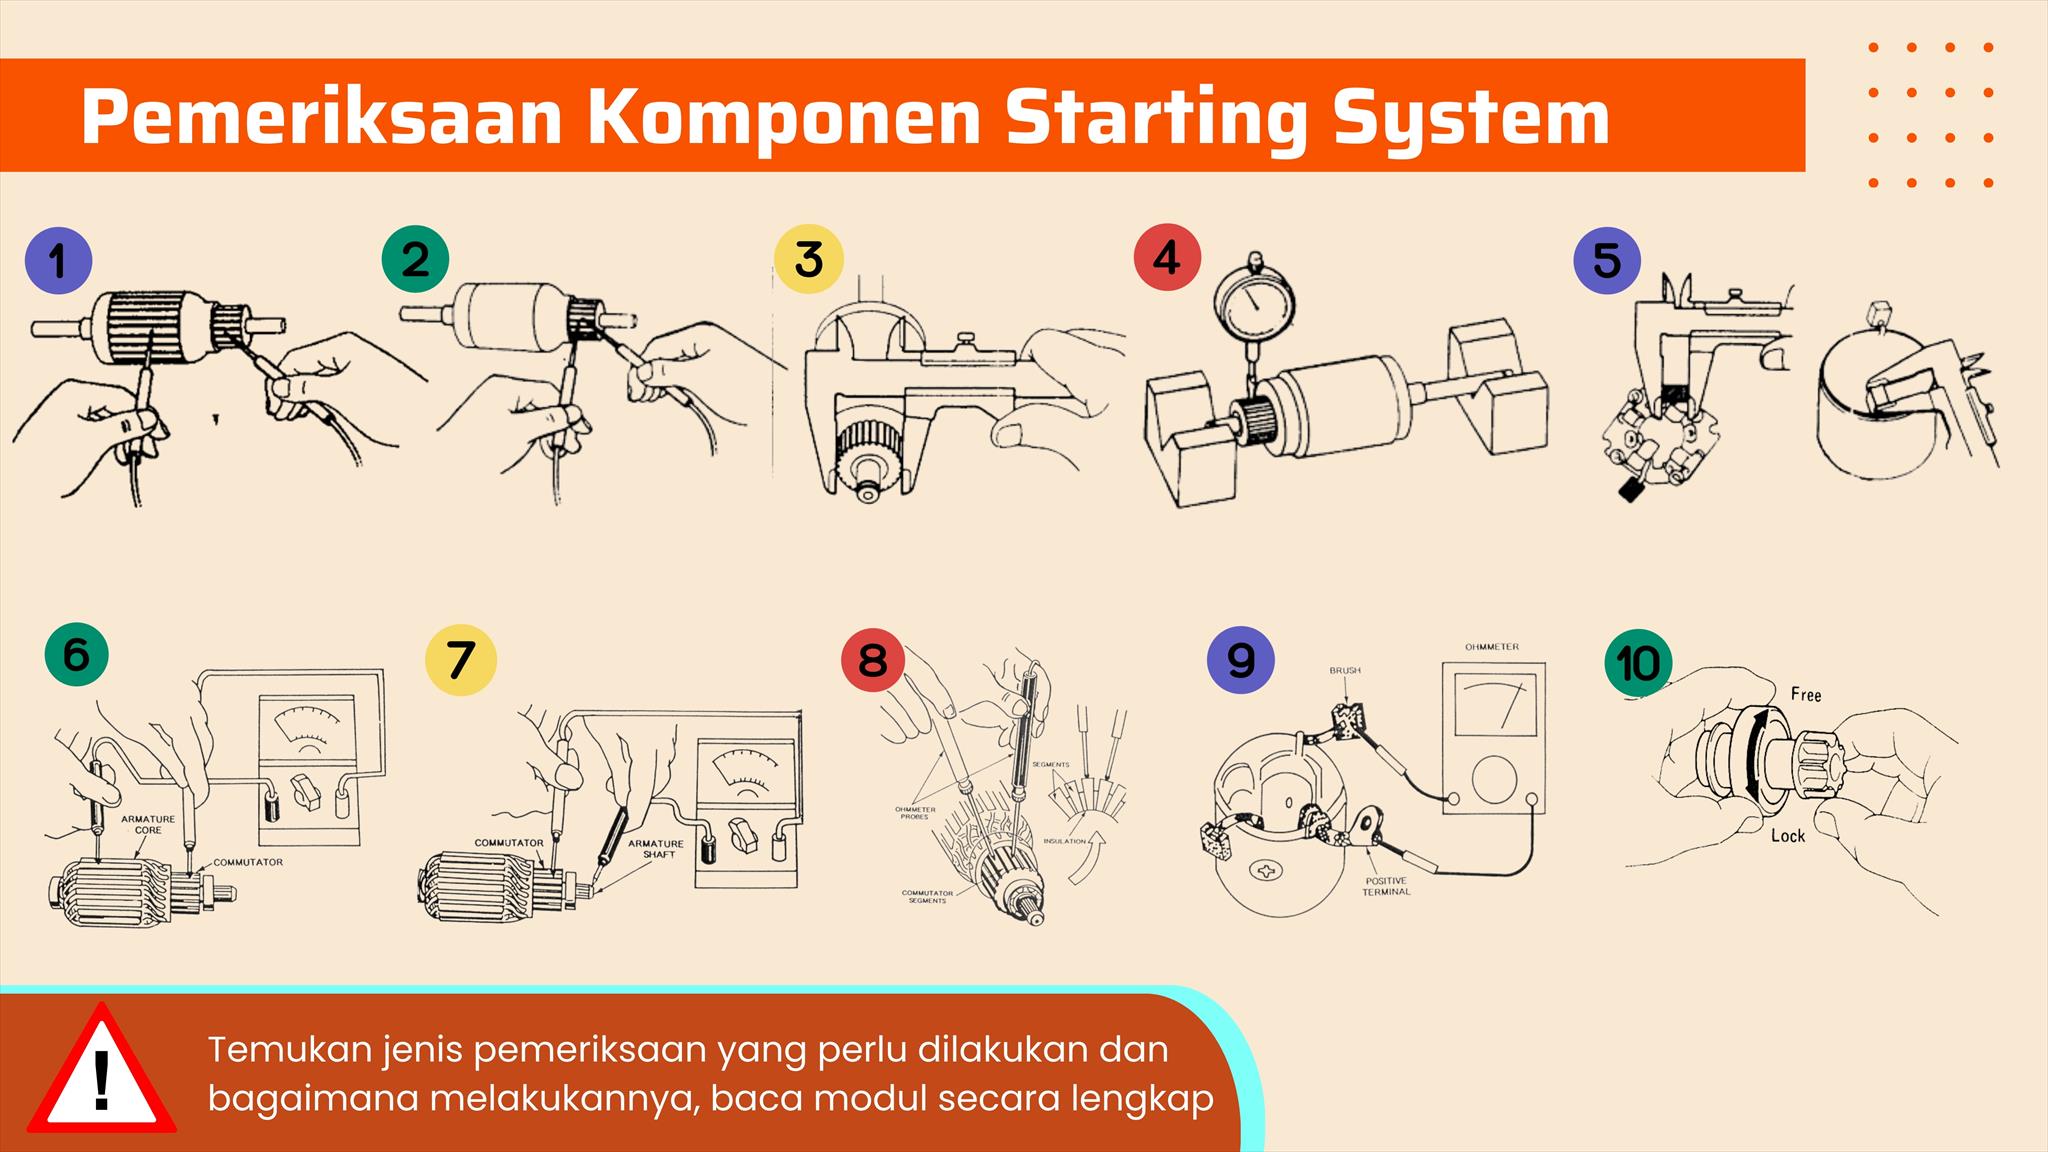 Pemeriksaan Komponen Starting System
1
2
3
4
5
6
ARMATURE
CORE
COMMUTATOR
7
COMMUTATOR
ARMATURE
SHAFT
8
SEGMENTS
OHMMETER
PROBES
INSULATION
COMMUTATOR
SEGMENTS
9
OHMMETER
BRUSH
POSITIVE
TERMINAL
10
Free
Lock
!
Temukan jenis pemeriksaan yang perlu dilakukan dan
bagaimana melakukannya, baca modul secara lengkap